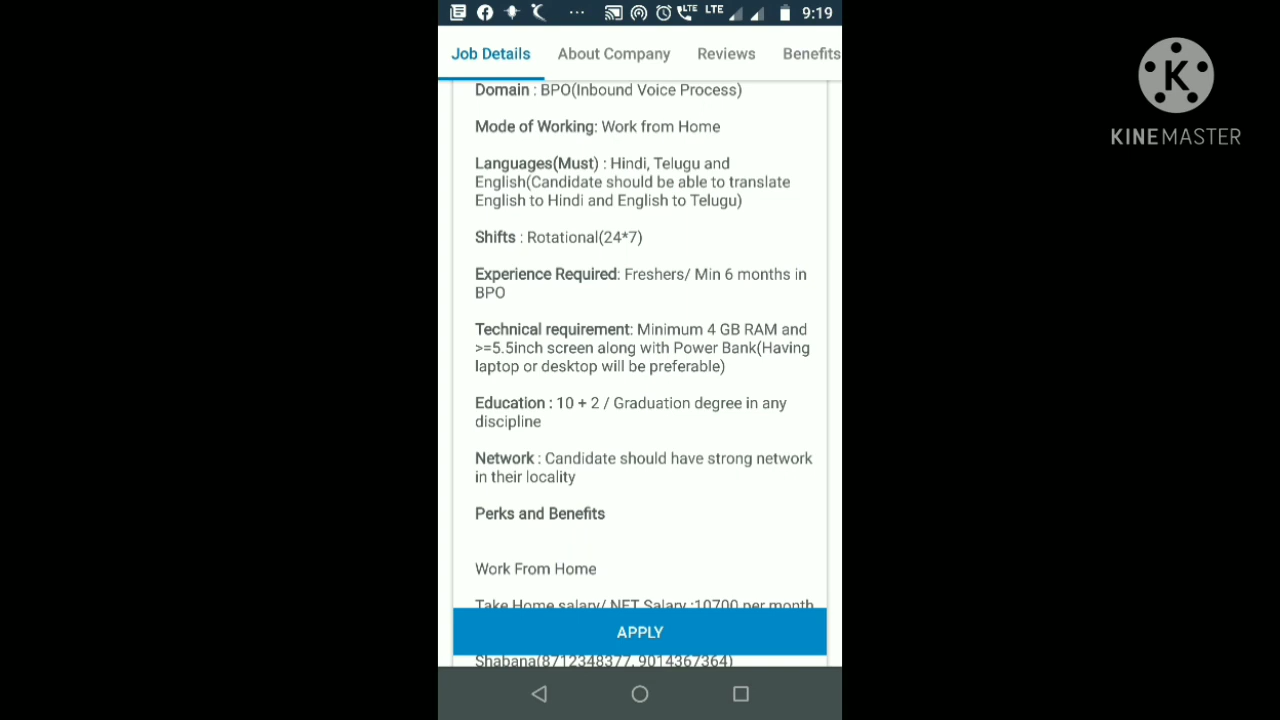 LTE LTE 9:19
Job Details About Company Reviews Benefits
Domain : BPO(Inbound Voice Process)
Mode of Working: Work from Home
Languages(Must) : Hindi, Telugu and
English(Candidate should be able to translate
English to Hindi and English to Telugu)
Shifts : Rotational(24*7)
Experience Required: Freshers/ Min 6 months in
BPO
Technical requirement: Minimum 4 GB RAM and
>=5.5inch screen along with Power Bank(Having
laptop or desktop will be preferable)
Education : 10 + 2 / Graduation degree in any
discipline
Network : Candidate should have strong network
in their locality
Perks and Benefits
Work From Home
Take Home salary/ NET Salary :10700 per month
APPLY
Shabana(8712348377, 9014367364)
K
KINEMASTER